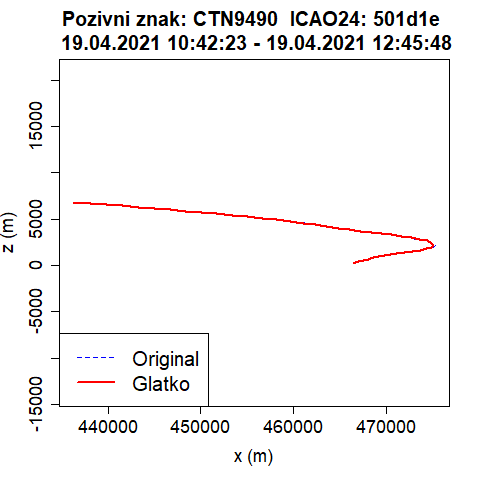 Pozivni znak: CTN9490  ICAO24: 501d1e
19.04.2021 10:42:23 - 19.04.2021 12:45:48
z (m)
15000
5000
0
-5000
-15000
Original
Glatko
440000 450000 460000 470000
x (m)